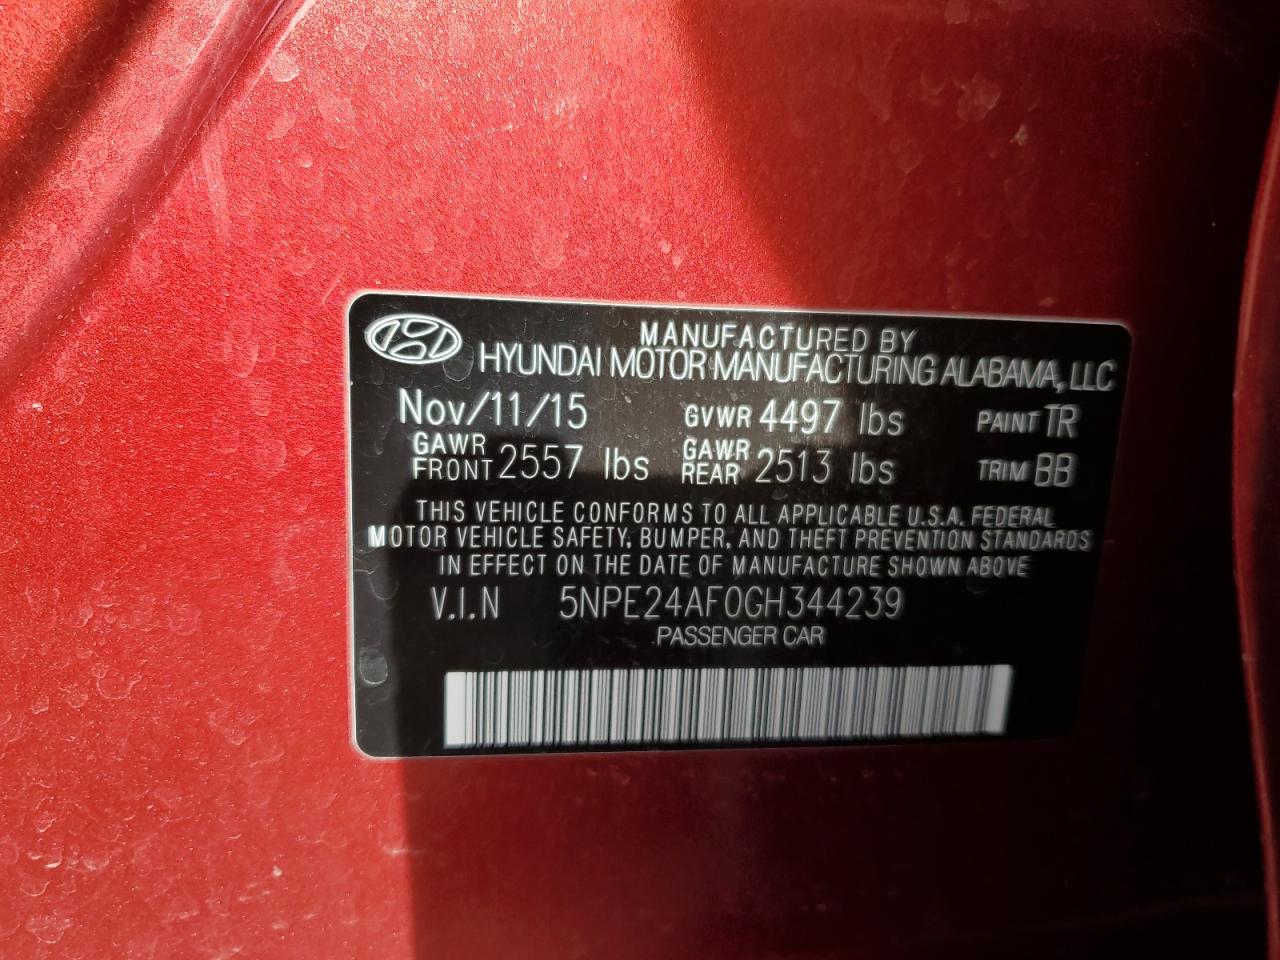 MANUFACTURED BY
HYUNDAI MOTOR MANUFACTURING ALABAMA, LLC
Nov/11/15 GVWR 4497 lbs PAINT TR
GAWR FRONT 2557 lbs GAWR REAR 2513 lbs TRIM BB
THIS VEHICLE CONFORMS TO ALL APPLICABLE U.S.A. FEDERAL
MOTOR VEHICLE SAFETY, BUMPER, AND THEFT PREVENTION STANDARDS
IN EFFECT ON THE DATE OF MANUFACTURE SHOWN ABOVE
V.I.N 5NPE24AF0GH344239
PASSENGER CAR